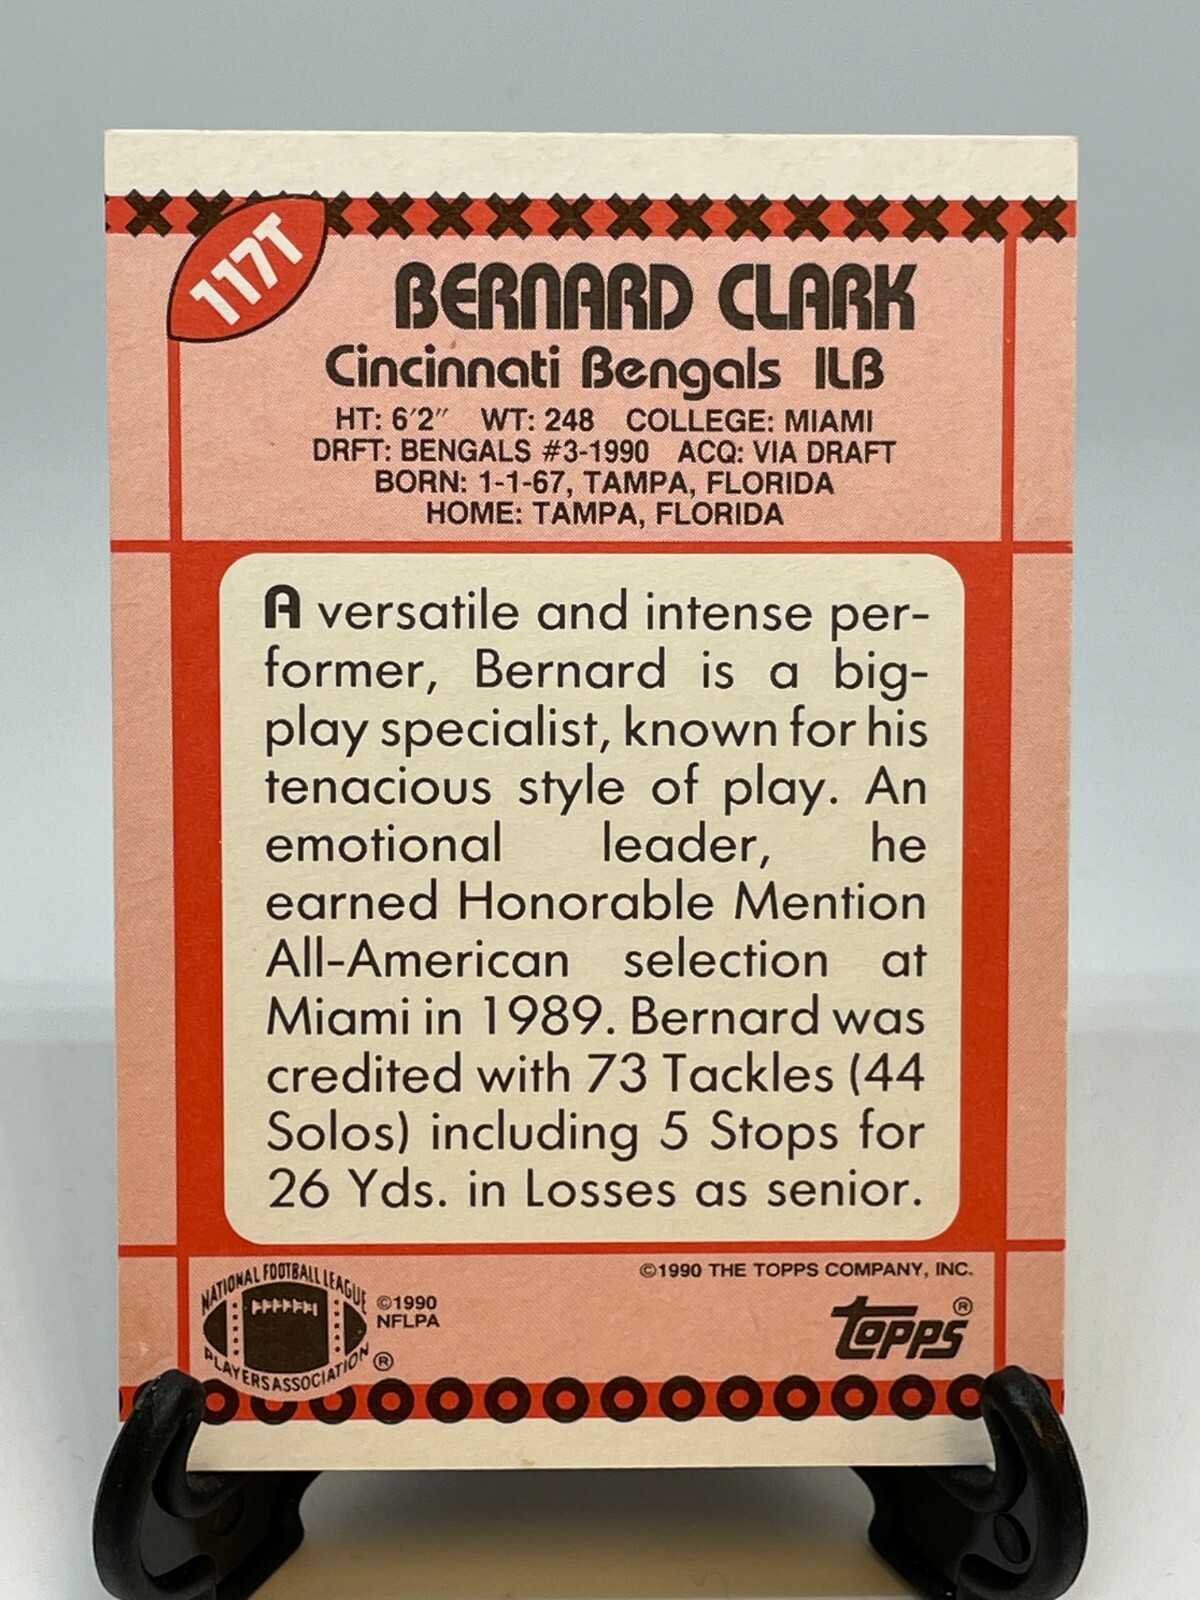 117T
BERNARD CLARK
Cincinnati Bengals ILB
HT: 6'2" WT: 248 COLLEGE: MIAMI
DRFT: BENGALS #3-1990 ACQ: VIA DRAFT
BORN: 1-1-67, TAMPA, FLORIDA
HOME: TAMPA, FLORIDA
A versatile and intense per-
former, Bernard is a big-
play specialist, known for his
tenacious style of play. An
emotional leader, he
earned Honorable Mention
All-American selection at
Miami in 1989. Bernard was
credited with 73 Tackles (44
Solos) including 5 Stops for
26 Yds. in Losses as senior.
NATIONAL FOOTBALL LEAGUE
PLAYERS ASSOCIATION ®
©1990
NFLPA
©1990 THE TOPPS COMPANY, INC.
topps®